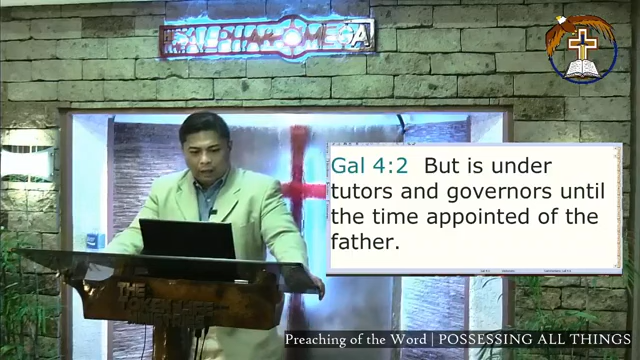 ALPHA OMEGA
Gal 4:2 But is under
tutors and governors until
the time appointed of the
father.
THE
Preaching of the Word | POSSESSING ALL THINGS